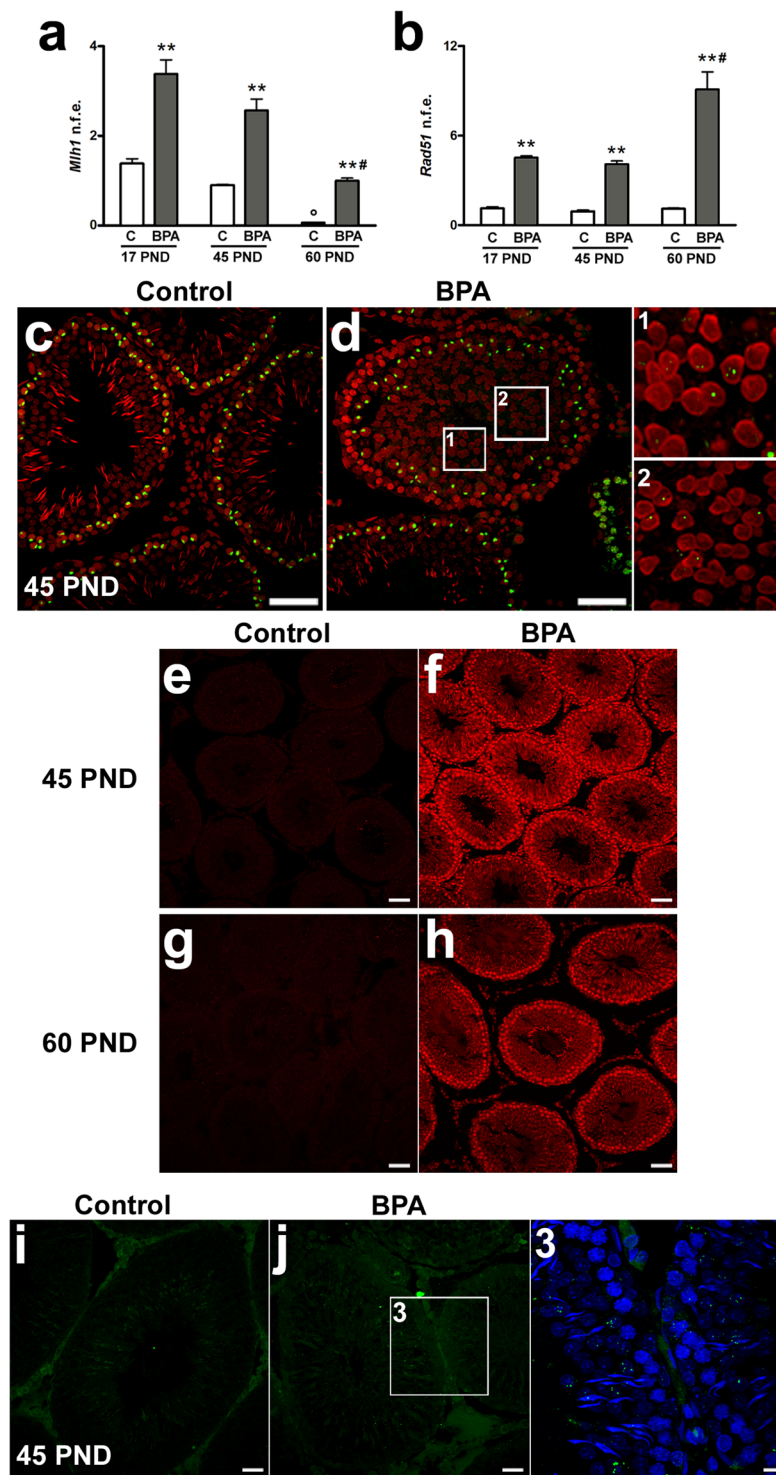 a
b
4
2
0
Mlh1 n.f.e.
**
**
**#
°
C BPA C BPA C BPA
17 PND 45 PND 60 PND
12
6
0
Rad51 n.f.e.
**
**
**#
C BPA C BPA C BPA
17 PND 45 PND 60 PND
Control BPA
c
45 PND
d
1
2
1
2
Control BPA
45 PND
e
f
60 PND
g
h
Control BPA
i
45 PND
j
3
3